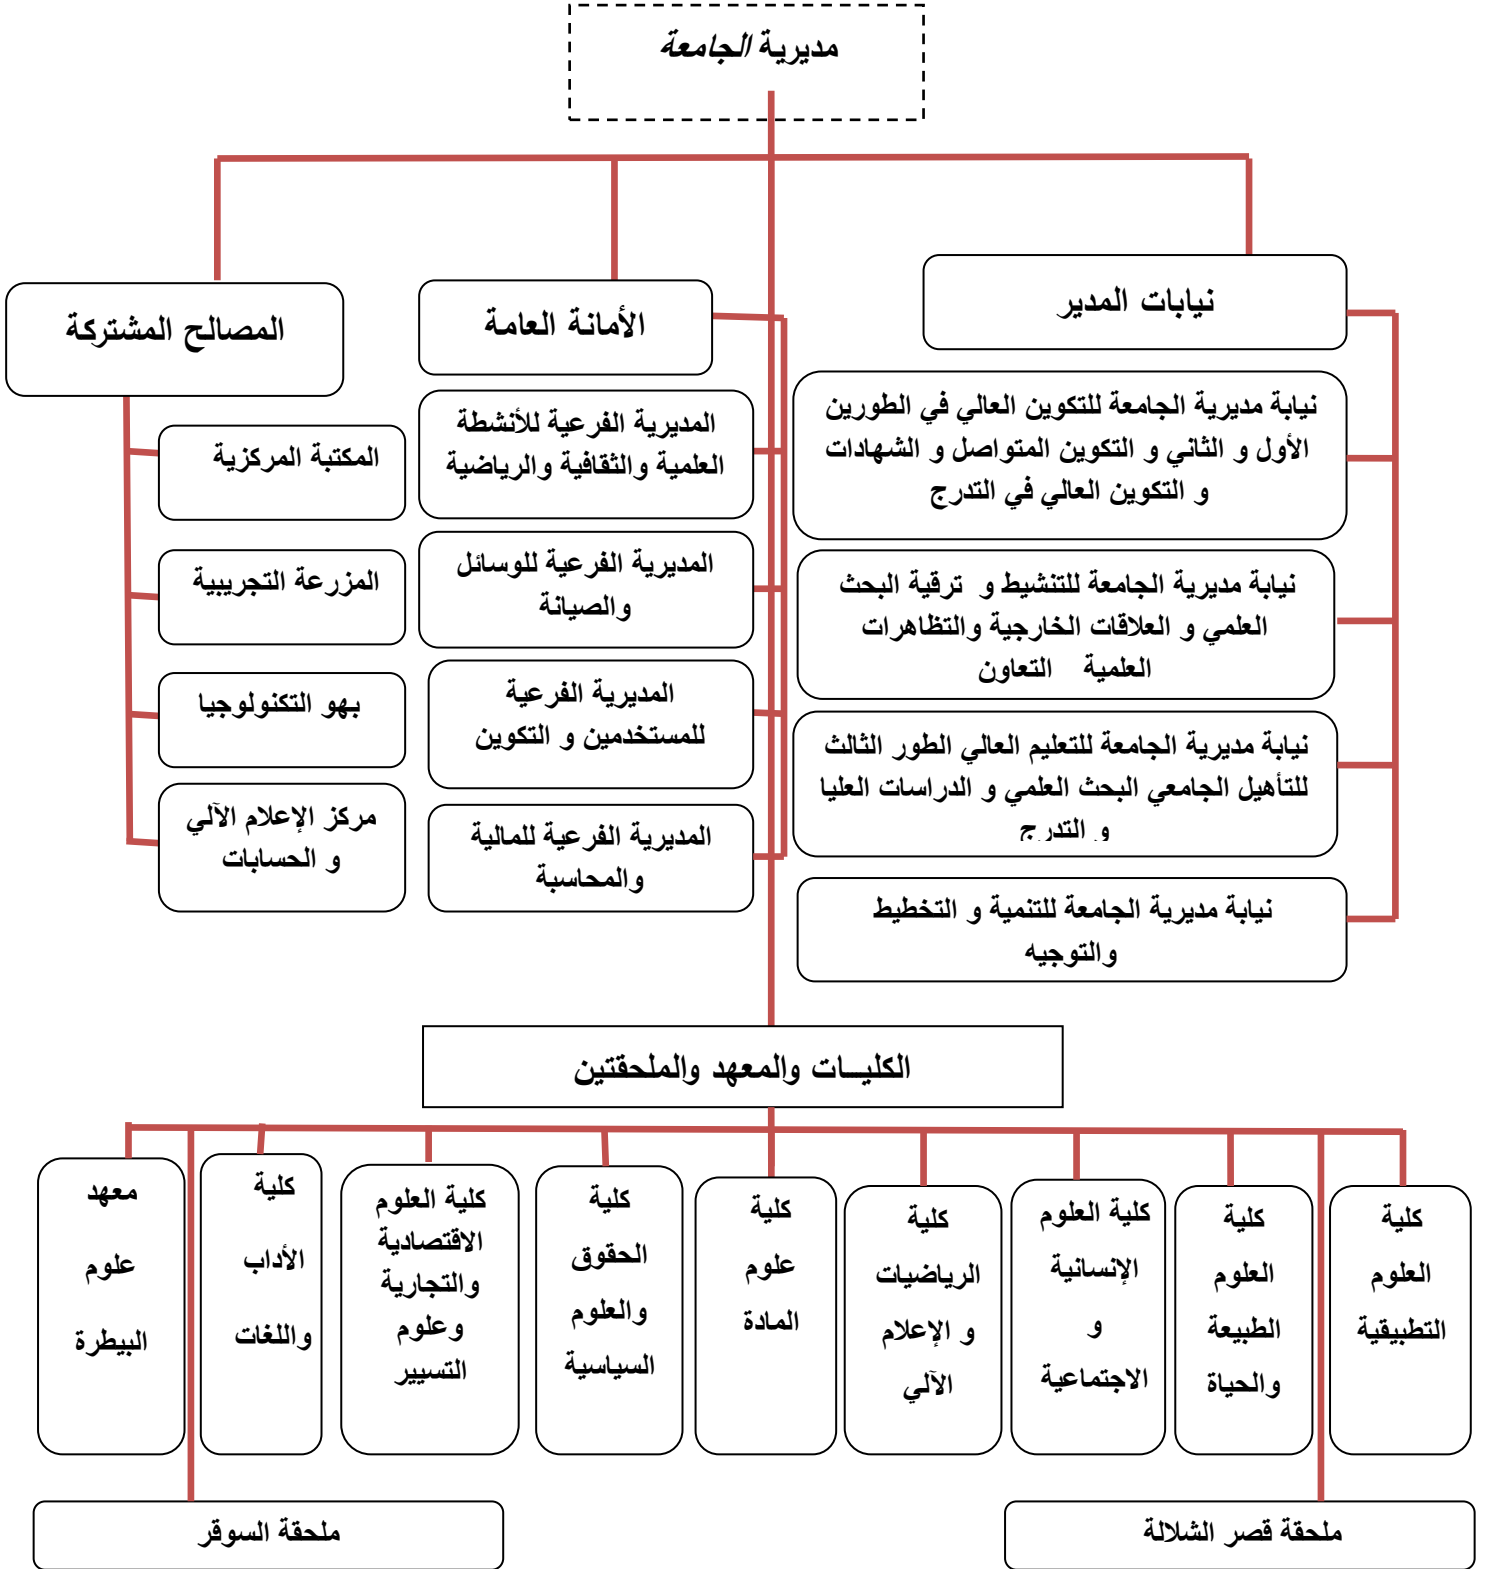 مديرية الجامعة
نيابات المدير
نيابة مديرية الجامعة للتكوين العالي في الطورين
الأول و الثاني و التكوين المتواصل و الشهادات
و التكوين العالي في التدرج
نيابة مديرية الجامعة للتنشيط و ترقية البحث
العلمي و العلاقات الخارجية والتظاهرات
العلمية التعاون
نيابة مديرية الجامعة للتعليم العالي الطور الثالث
للتأهيل الجامعي البحث العلمي و الدراسات العليا
و التدرج
نيابة مديرية الجامعة للتنمية و التخطيط
والتوجيه
الأمانة العامة
المديرية الفرعية للأنشطة
العلمية والثقافية والرياضية
المديرية الفرعية للوسائل
والصيانة
المديرية الفرعية
للمستخدمين و التكوين
المديرية الفرعية للمالية
والمحاسبة
المصالح المشتركة
المكتبة المركزية
المزرعة التجريبية
بهو التكنولوجيا
مركز الإعلام الآلي
و الحسابات
الكليـــات والمعهد والملحقتين
كلية
العلوم
التطبيقية
كلية
العلوم
الطبيعة
والحياة
كلية العلوم
الإنسانية
و
الاجتماعية
كلية
الرياضيات
و الإعلام
الآلي
كلية
علوم
المادة
كلية
الحقوق
والعلوم
السياسية
كلية العلوم
الاقتصادية
والتجارية
وعلوم
التسيير
كلية
الأداب
واللغات
معهد
علوم
البيطرة
ملحقة قصر الشلالة
ملحقة السوقر